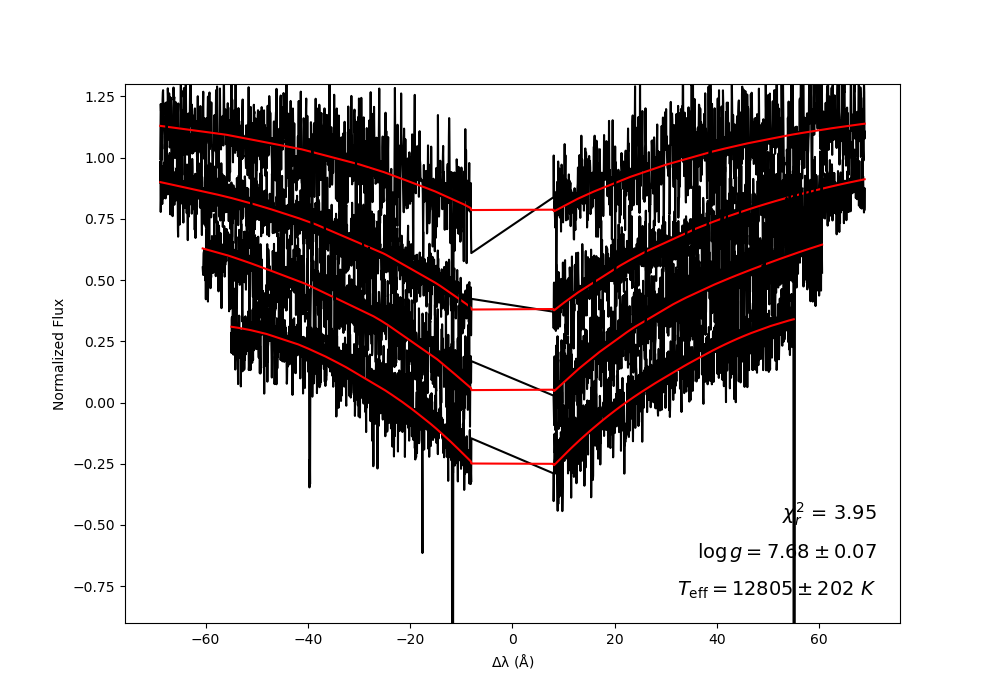 1.25
1.00
0.75
0.50
0.25
0.00
−0.25
−0.50
−0.75
Normalized Flux
χ²ᵣ = 3.95
log g = 7.68 ± 0.07
T_eff = 12805 ± 202 K
−60 −40 −20 0 20 40 60
Δλ (Å)